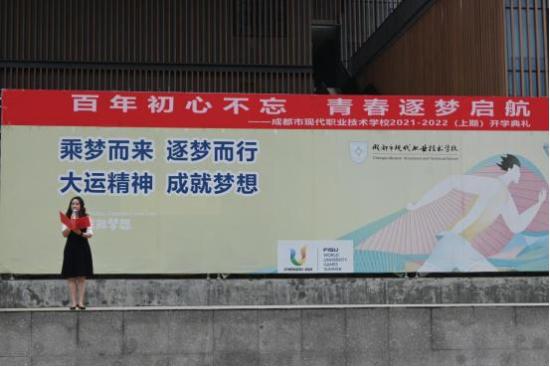 百年初心不忘 青春逐梦启航
——成都市现代职业技术学校2021-2022（上期）开学典礼
成都市现代职业技术学校
乘梦而来 逐梦而行
大运精神 成就梦想
FISU
WORLD
UNIVERSITY
GAMES
SUMMER